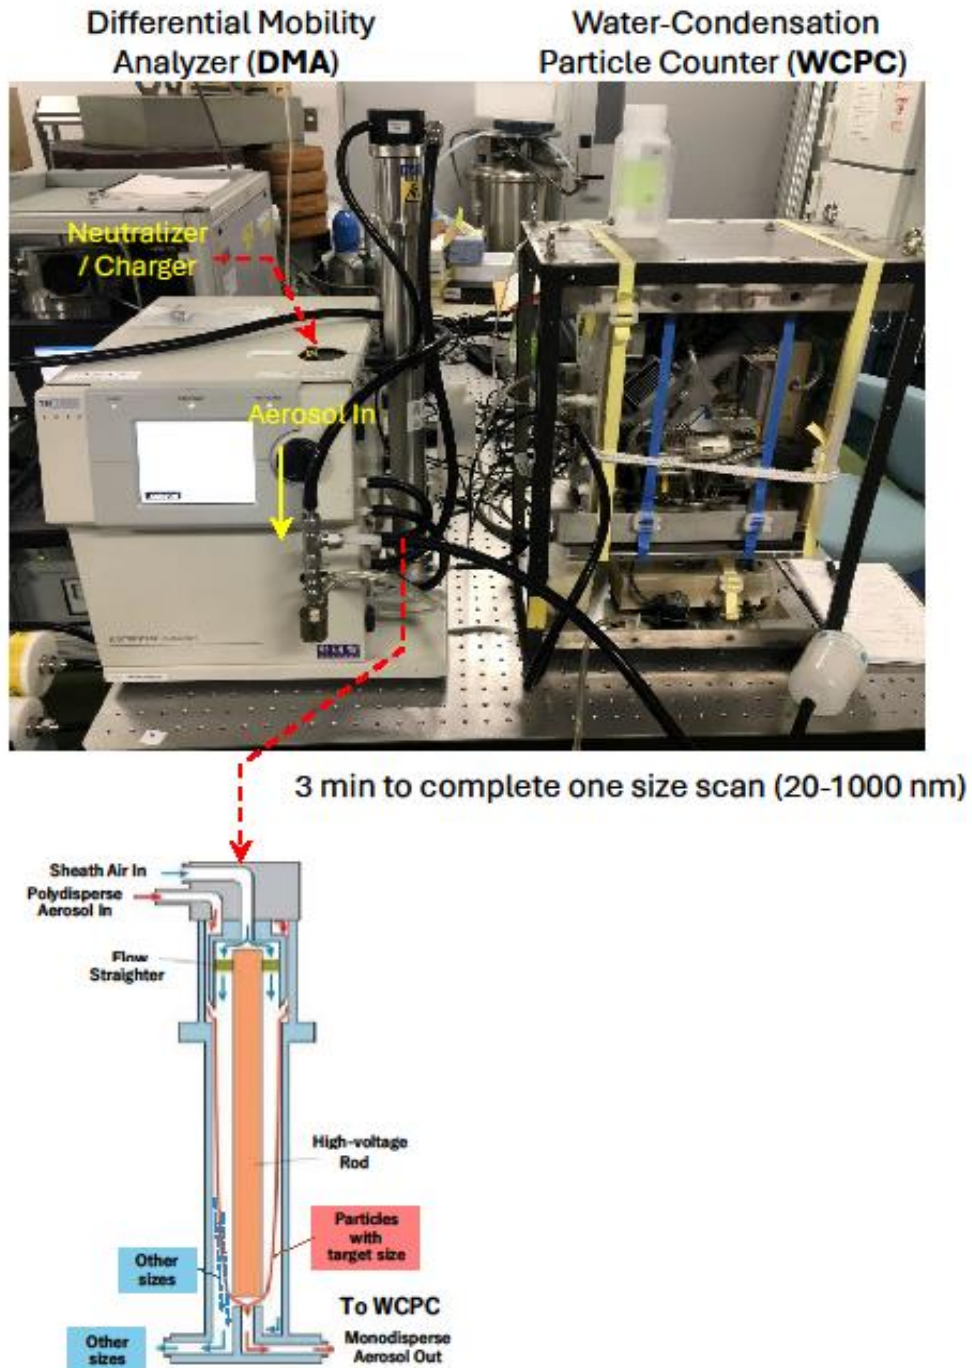 Differential Mobility
Analyzer (DMA)
Water-Condensation
Particle Counter (WCPC)
Neutralizer
/ Charger
Aerosol In
3 min to complete one size scan (20-1000 nm)
Sheath Air In
Polydisperse
Aerosol In
Flow
Straighter
High-voltage
Rod
Particles
with
target size
Other
sizes
To WCPC
Other
sizes
Monodisperse
Aerosol Out